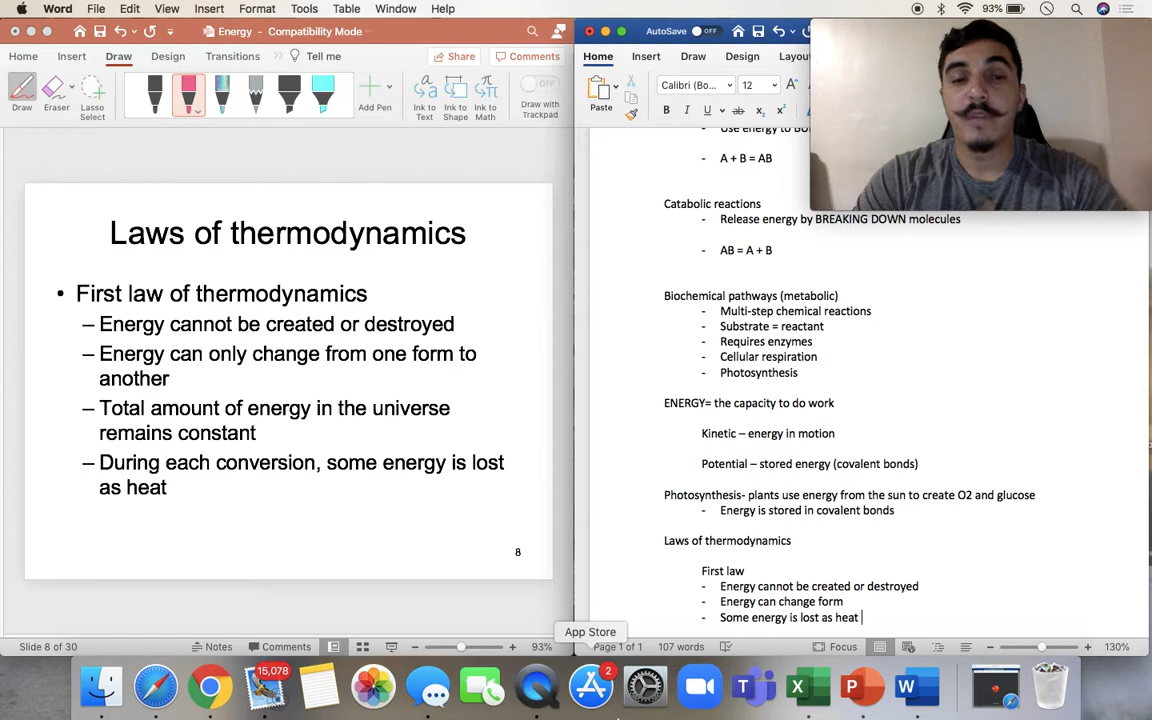 Word File Edit View Insert Format Tools Table Window Help 93%
Energy - Compatibility Mode
Home Insert Draw Design Transitions Tell me Share Comments
Draw Eraser Lasso Select Add Pen Ink to Text Ink to Shape Ink to Math OFF Draw with Trackpad
Laws of thermodynamics
• First law of thermodynamics
– Energy cannot be created or destroyed
– Energy can only change from one form to
another
– Total amount of energy in the universe
remains constant
– During each conversion, some energy is lost
as heat
8
Slide 8 of 30 Notes Comments 93%
AutoSave OFF
Home Insert Draw Design
Paste Calibri (Bo... 12
B I U ab x₂ x²
Use energy to
- A + B = AB
Catabolic reactions
- Release energy by BREAKING DOWN molecules
- AB = A + B
Biochemical pathways (metabolic)
- Multi-step chemical reactions
- Substrate = reactant
- Requires enzymes
- Cellular respiration
- Photosynthesis
ENERGY= the capacity to do work
Kinetic – energy in motion
Potential – stored energy (covalent bonds)
Photosynthesis- plants use energy from the sun to create O2 and glucose
- Energy is stored in covalent bonds
Laws of thermodynamics
First law
- Energy cannot be created or destroyed
- Energy can change form
- Some energy is lost as heat
App Store
Page 1 of 1 107 words Focus 130%
15,078
2